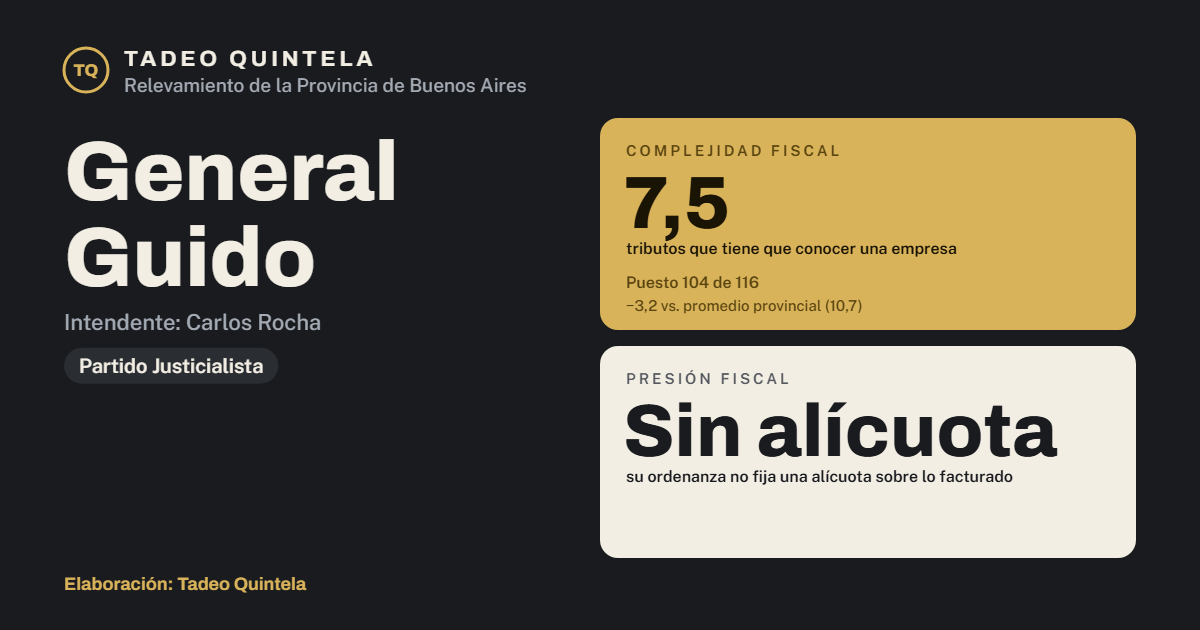 TQ
TADEO QUINTELA
Relevamiento de la Provincia de Buenos Aires
General
Guido
Intendente: Carlos Rocha
Partido Justicialista
COMPLEJIDAD FISCAL
7,5
tributos que tiene que conocer una empresa
Puesto 104 de 116
−3,2 vs. promedio provincial (10,7)
PRESIÓN FISCAL
Sin alícuota
su ordenanza no fija una alícuota sobre lo facturado
Elaboración: Tadeo Quintela